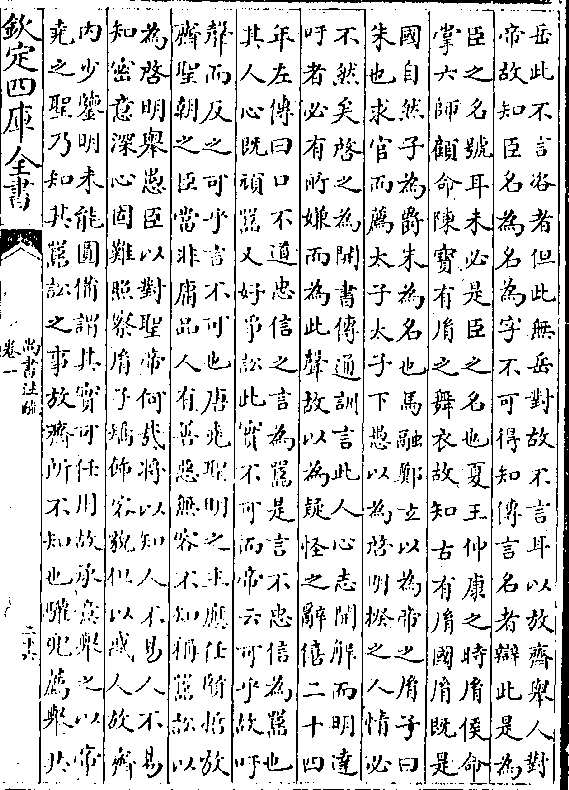 岳此不言咨者但此無岳對故不言耳以放齊舉人對
帝故知臣名為名為字不可得知傳言名者辯此是為
臣之名號耳未必是臣之名也夏王仲康之時胤侯命
掌六師顧命陳寶有胤之舞衣故知古有胤國胤既是
國自然子為爵朱為名也馬融鄭玄以為帝之胤子曰
朱也求官而薦太子太子下愚以為啓明揆之人情必
不然矣啓之為開書傳通訓言此人心志開解而明達
吁者必有所嫌而為此聲故以為疑怪之辭僖二十四
年左傳曰口不道忠信之言為嚚是言不忠信為嚚也
其人心既頑嚚又好爭訟此實不可而帝云可乎故吁
聲而反之可乎言不可也唐堯聖明之主應任賢哲放
齊聖朝之臣當非庸品人有善惡無容不知稱嚚訟以
為啓明舉愚臣以對聖帝何哉將以知人不易人不易
知密意深心固難照察胤子矯飾容貌但以惑人故齊
内少鑒明未能圓備謂其實可任用故承意舉之以帝
堯之聖乃知其嚚訟之事故齊所不知也驩兜薦舉共
欽定四庫全書
尚書注疏
卷一
二十六